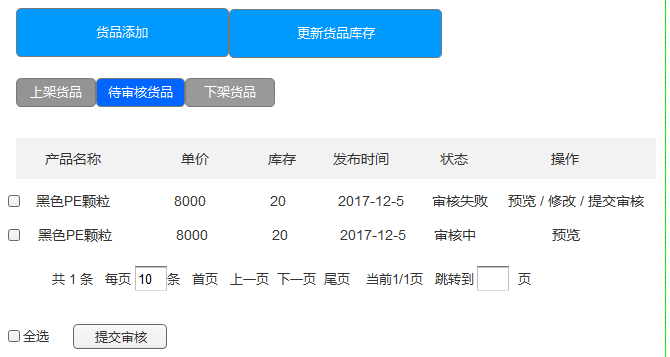 货品添加 更新货品库存
上架货品 待审核货品 下架货品
产品名称 单价 库存 发布时间 状态 操作
黑色PE颗粒 8000 20 2017-12-5 审核失败 预览 / 修改 / 提交审核
黑色PE颗粒 8000 20 2017-12-5 审核中 预览
共 1 条 每页 10 条 首页 上一页 下一页 尾页 当前1/1页 跳转到 页
全选 提交审核